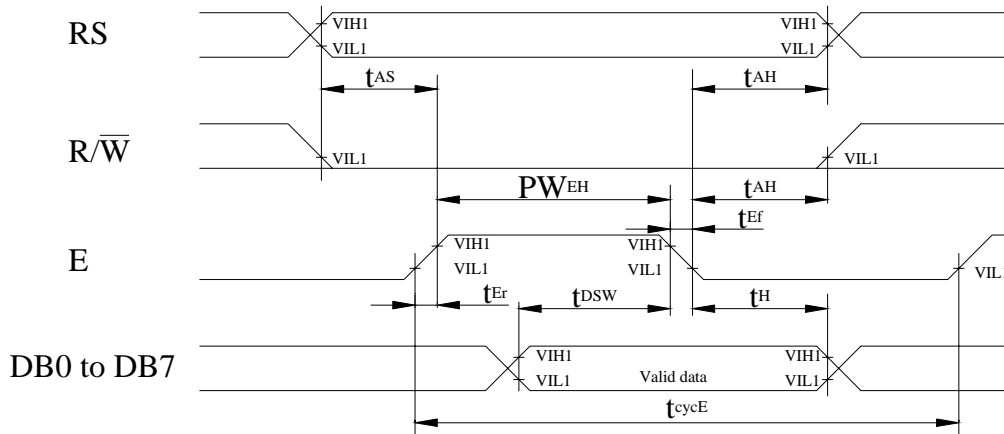 RS
VIH1 VIH1
VIL1 VIL1
tAS tAH
R/W̅
VIL1 VIL1
PWEH tAH
tEf
E
VIH1 VIH1
VIL1 VIL1 VIL1
tEr tDSW tH
DB0 to DB7
VIH1 VIH1
VIL1 Valid data VIL1
tcycE